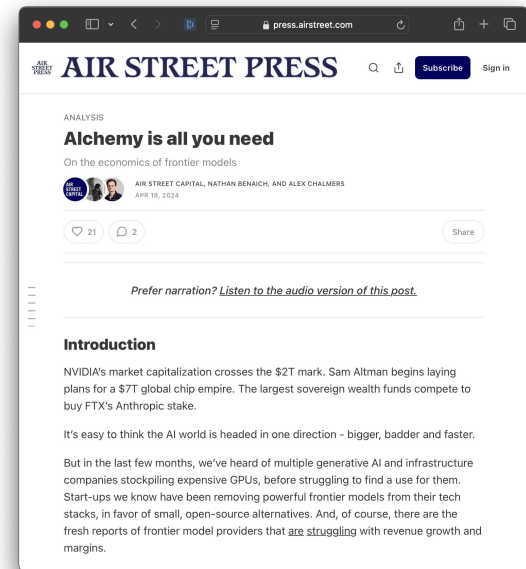 press.airstreet.com
AIR
STREET
PRESS
AIR STREET PRESS
Subscribe
Sign in
ANALYSIS
Alchemy is all you need
On the economics of frontier models
AIR
STREET
CAPITAL
AIR STREET CAPITAL, NATHAN BENAICH, AND ALEX CHALMERS
APR 18, 2024
21
2
Share
Prefer narration? Listen to the audio version of this post.
Introduction
NVIDIA's market capitalization crosses the $2T mark. Sam Altman begins laying
plans for a $7T global chip empire. The largest sovereign wealth funds compete to
buy FTX's Anthropic stake.
It's easy to think the AI world is headed in one direction - bigger, badder and faster.
But in the last few months, we've heard of multiple generative AI and infrastructure
companies stockpiling expensive GPUs, before struggling to find a use for them.
Start-ups we know have been removing powerful frontier models from their tech
stacks, in favor of small, open-source alternatives. And, of course, there are the
fresh reports of frontier model providers that are struggling with revenue growth and
margins.